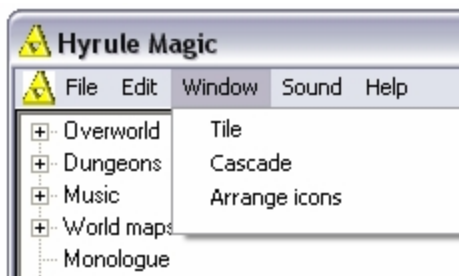 Hyrule Magic
File Edit Window Sound Help
Overworld
Dungeons
Music
World maps
Monologue
Tile
Cascade
Arrange icons